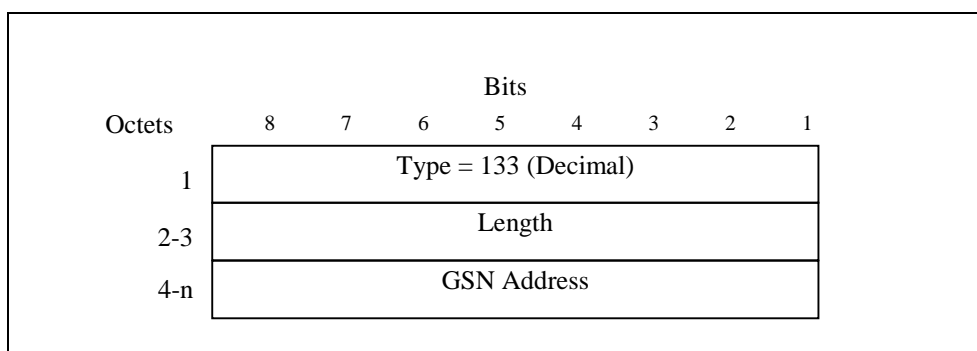 Bits
Octets 8 7 6 5 4 3 2 1
1 Type = 133 (Decimal)
2-3 Length
4-n GSN Address